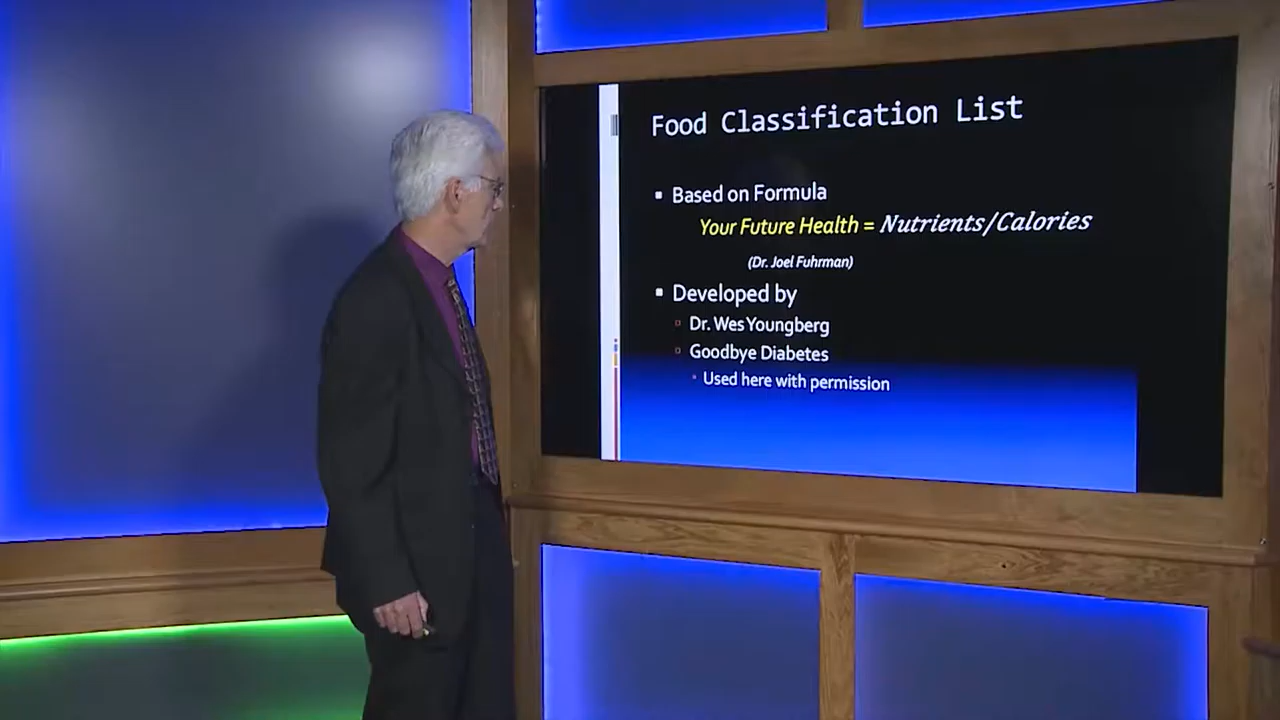 Food Classification List
Based on Formula
Your Future Health = Nutrients/Calories
(Dr. Joel Fuhrman)
Developed by
Dr. Wes Youngberg
Goodbye Diabetes
Used here with permission